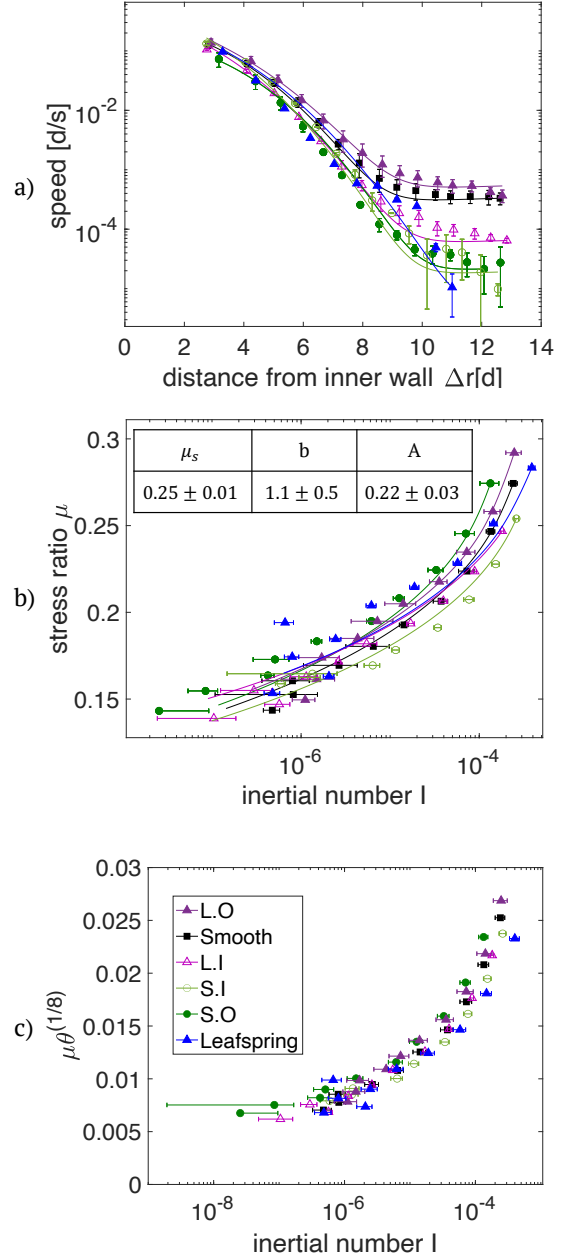 a)
speed [d/s]
10^-2
10^-4
0 2 4 6 8 10 12 14
distance from inner wall Δr[d]
b)
stress ratio μ
0.3
0.25
0.2
0.15
μ_s b A
0.25 ± 0.01 1.1 ± 0.5 0.22 ± 0.03
10^-6 10^-4
inertial number I
c)
μθ^(1/8)
0.03
0.025
0.02
0.015
0.01
0.005
0
L.O
Smooth
L.I
S.I
S.O
Leafspring
10^-8 10^-6 10^-4
inertial number I